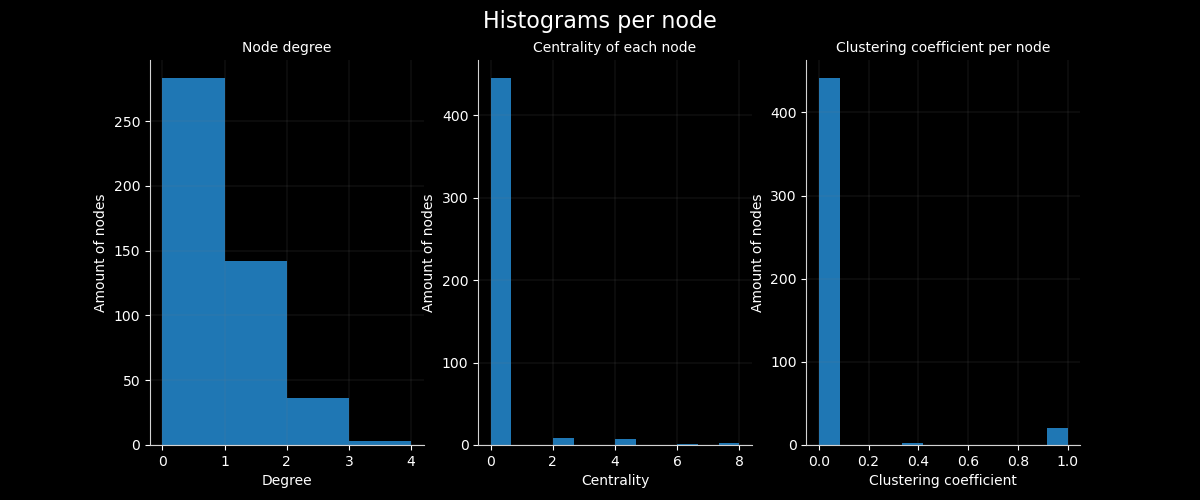 Histograms per node
Node degree
Amount of nodes
250
200
150
100
50
0
0 1 2 3 4
Degree
Centrality of each node
Amount of nodes
400
300
200
100
0
0 2 4 6 8
Centrality
Clustering coefficient per node
Amount of nodes
400
300
200
100
0
0.0 0.2 0.4 0.6 0.8 1.0
Clustering coefficient